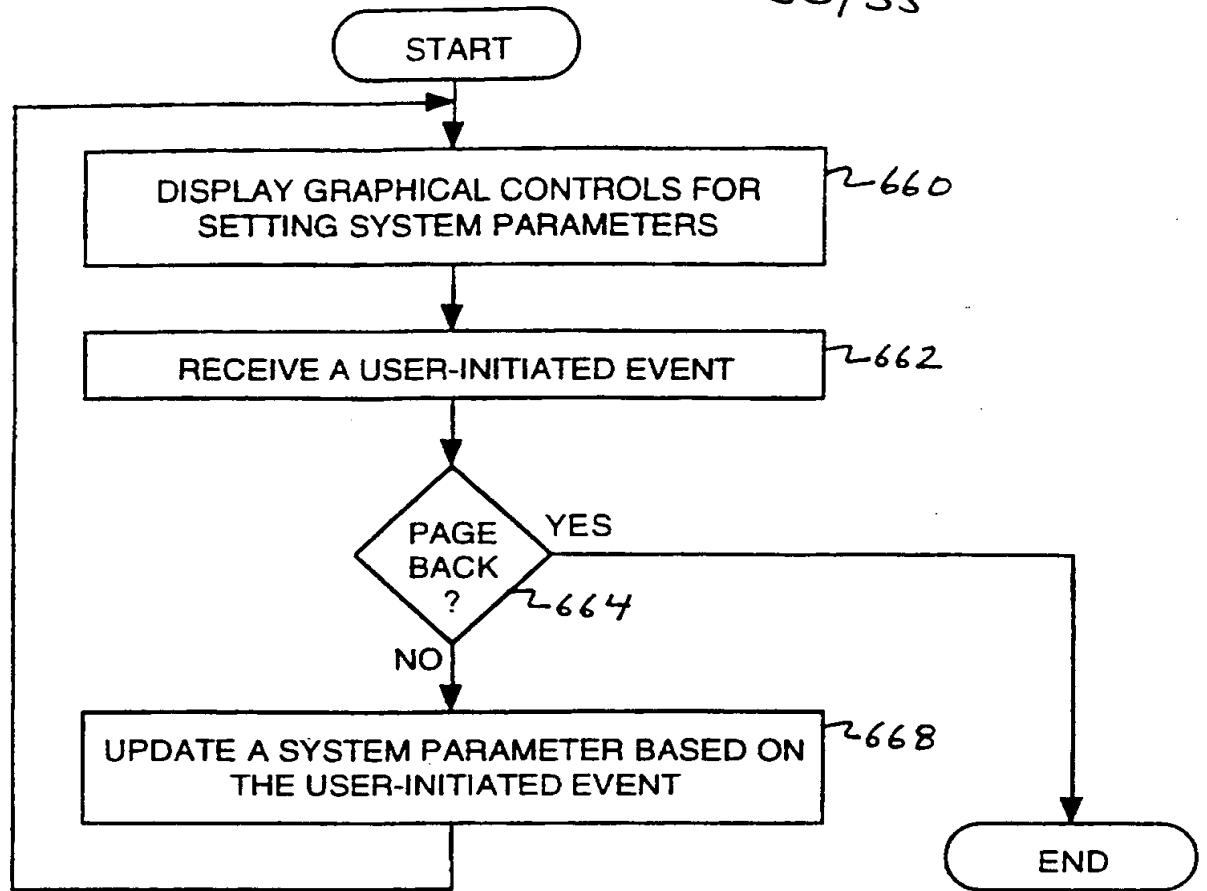 START
DISPLAY GRAPHICAL CONTROLS FOR
SETTING SYSTEM PARAMETERS
660
RECEIVE A USER-INITIATED EVENT
662
PAGE
BACK
?
YES
664
NO
UPDATE A SYSTEM PARAMETER BASED ON
THE USER-INITIATED EVENT
668
END